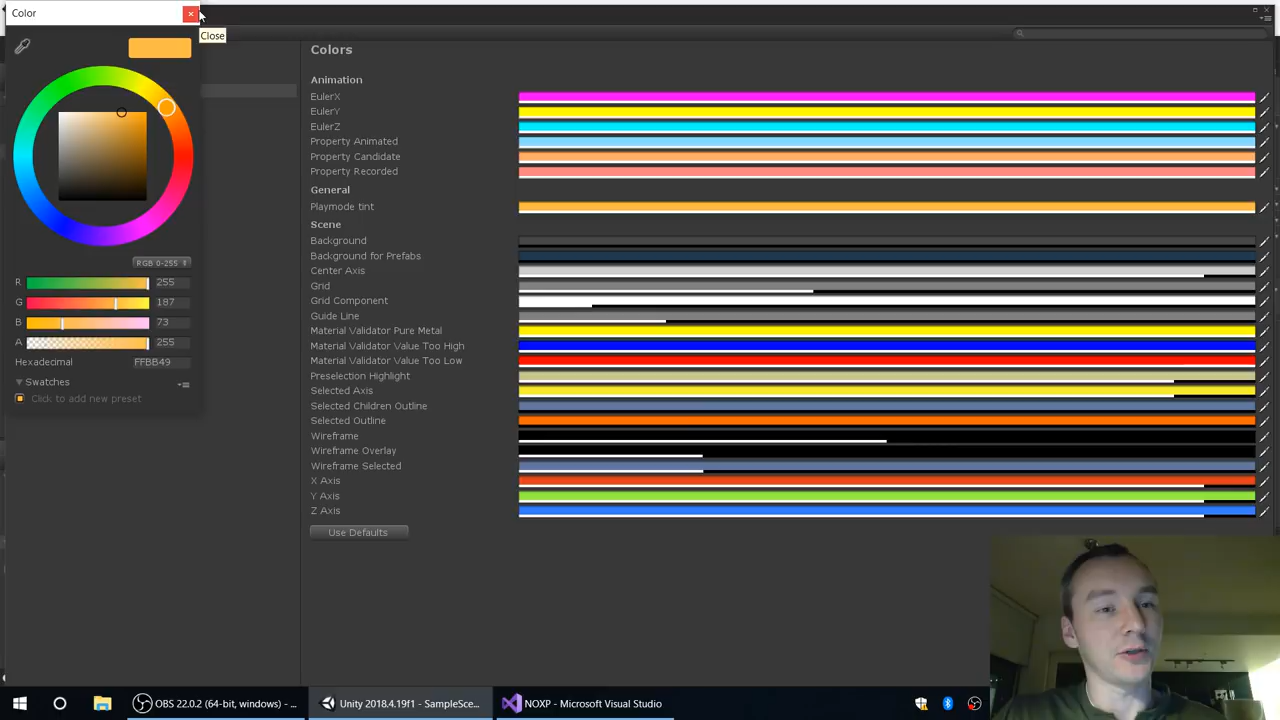 Color
Close
RGB 0-255
R 255
G 187
B 73
A 255
Hexadecimal FFBB49
Swatches
Click to add new preset
Colors
Animation
EulerX
EulerY
EulerZ
Property Animated
Property Candidate
Property Recorded
General
Playmode tint
Scene
Background
Background for Prefabs
Center Axis
Grid
Grid Component
Guide Line
Material Validator Pure Metal
Material Validator Value Too High
Material Validator Value Too Low
Preselection Highlight
Selected Axis
Selected Children Outline
Selected Outline
Wireframe
Wireframe Overlay
Wireframe Selected
X Axis
Y Axis
Z Axis
Use Defaults
OBS 22.0.2 (64-bit, windows) - ...
Unity 2018.4.19f1 - SampleSce...
NOXP - Microsoft Visual Studio